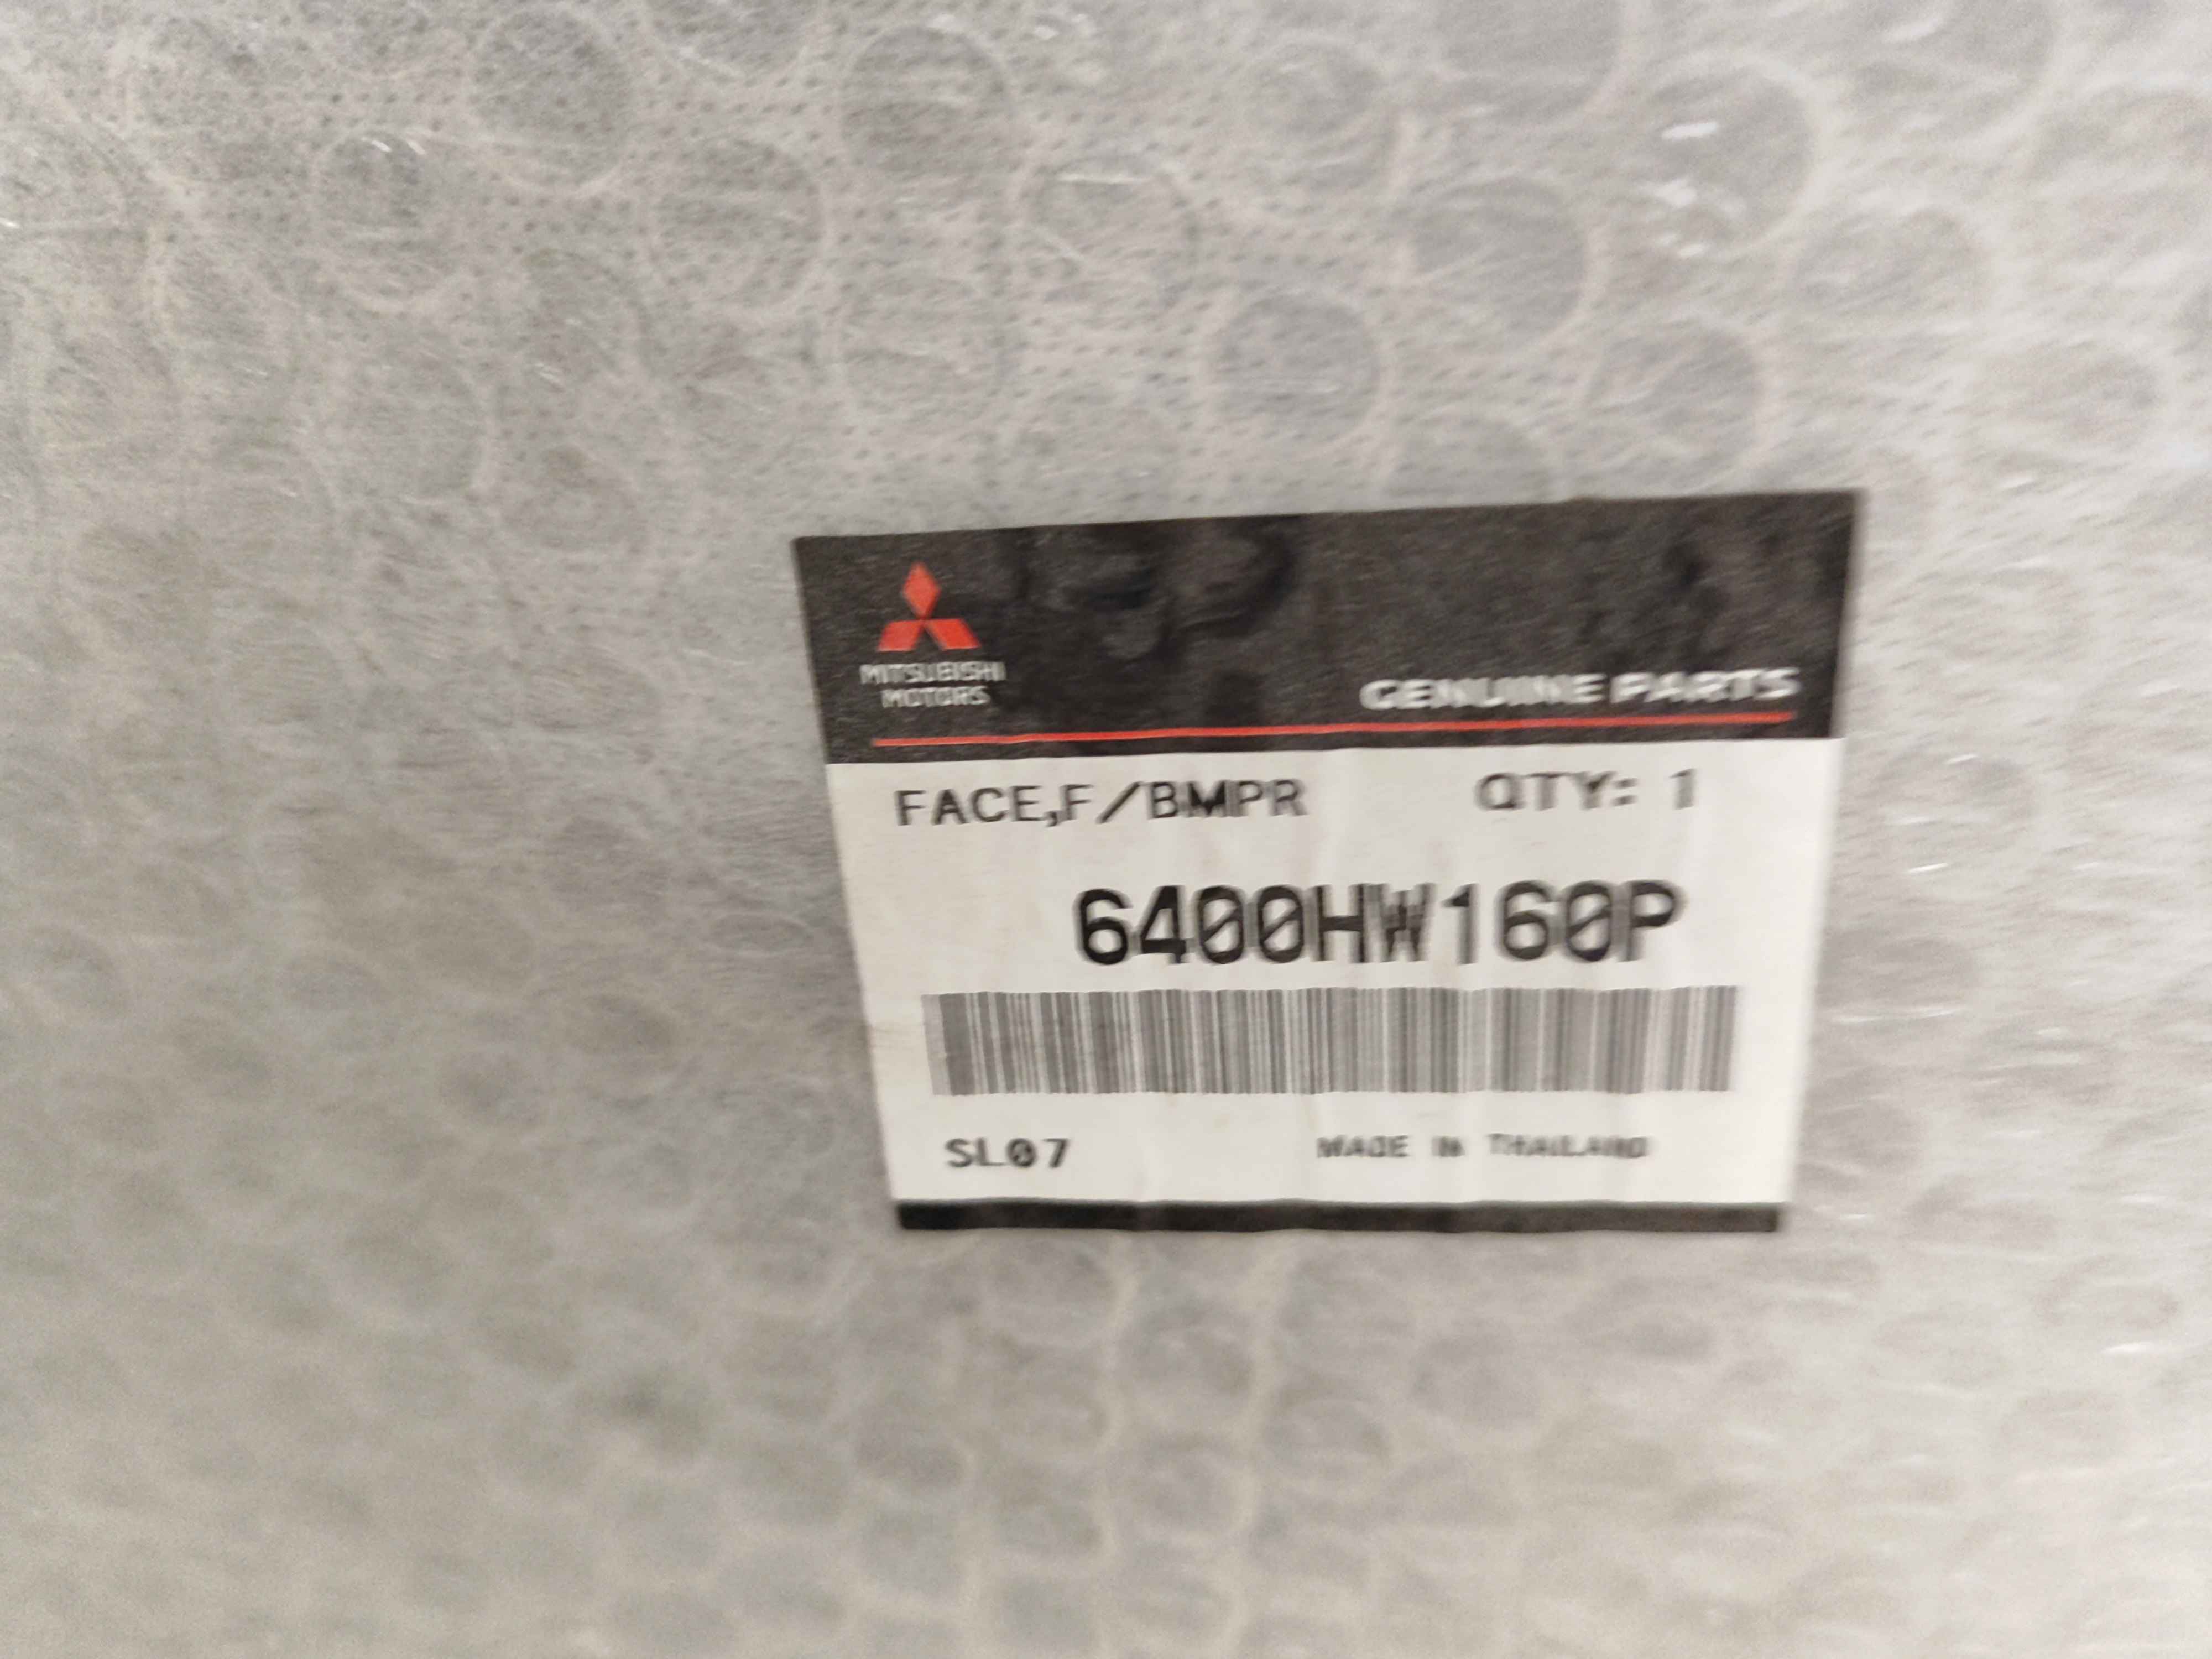 MITSUBISHI
MOTORS
GENUINE PARTS
FACE,F/BMPR QTY: 1
6400HW160P
SL07 MADE IN THAILAND